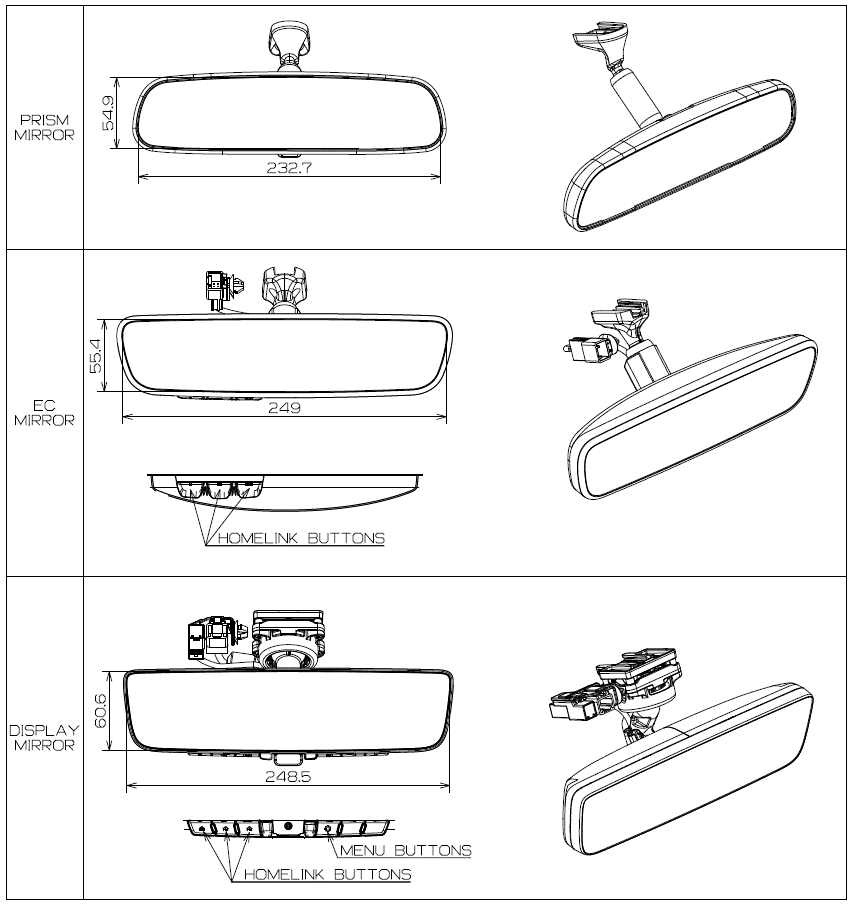 PRISM
MIRROR
54.9
232.7
EC
MIRROR
55.4
249
HOMELINK BUTTONS
DISPLAY
MIRROR
60.6
248.5
MENU BUTTONS
HOMELINK BUTTONS